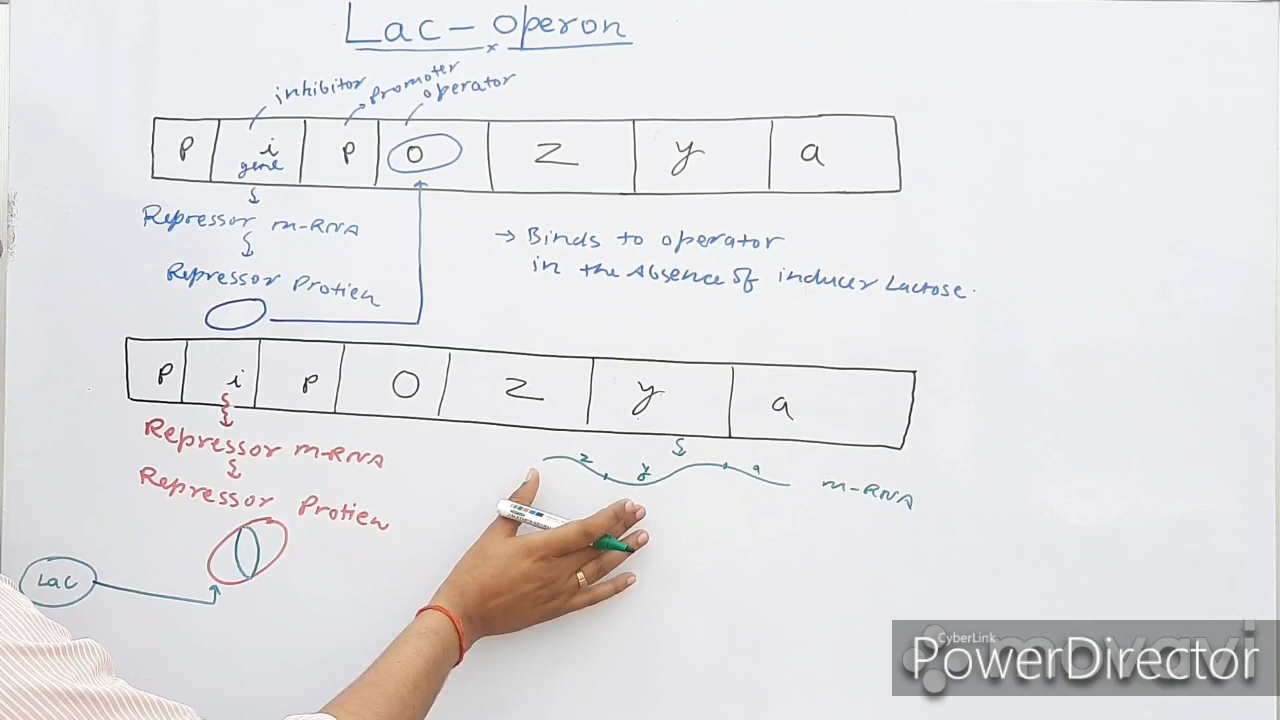 Lac - Operon
inhibitor
promoter
operator
P i P O Z y a
gene
Repressor m-RNA
→ Binds to operator
in the Absence of inducer Lactose.
Repressor Protien
P i P O Z y a
Repressor m-RNA
z y a m-RNA
Repressor Protien
Lac
CyberLink
PowerDirector
movavi